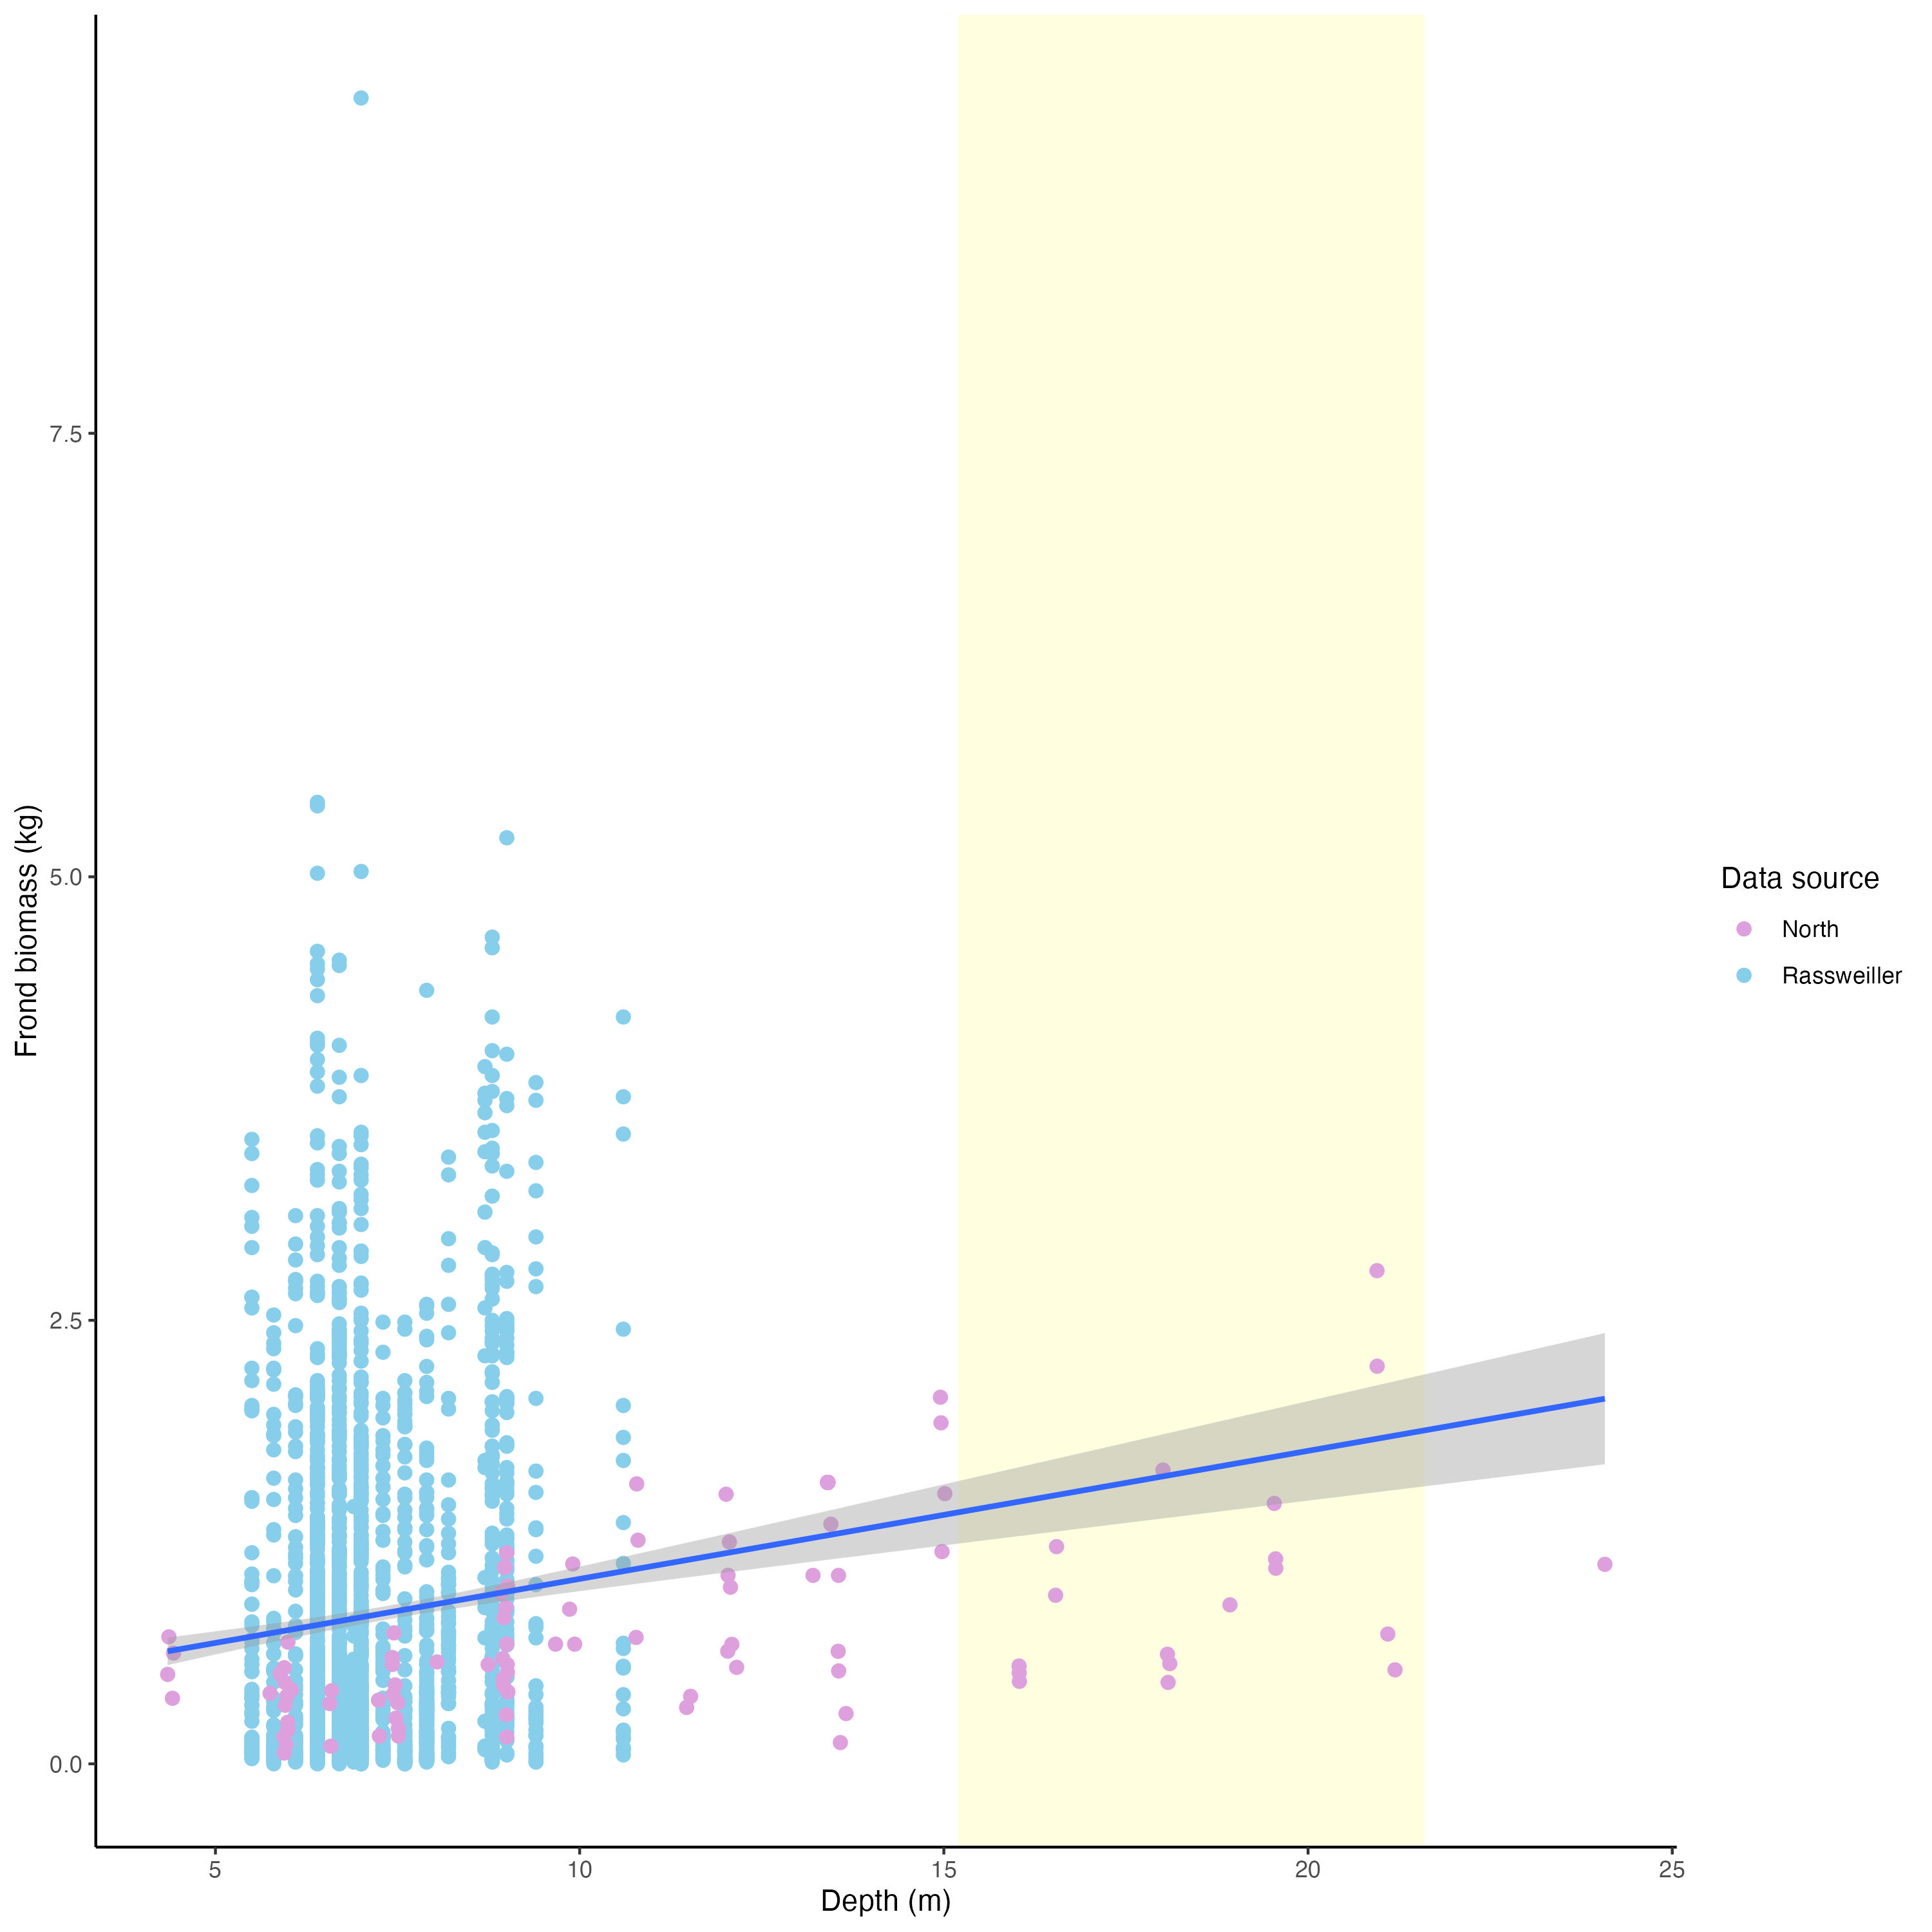 Frond biomass (kg)
7.5
5.0
2.5
0.0
5 10 15 20 25
Depth (m)
Data source
North
Rassweiller